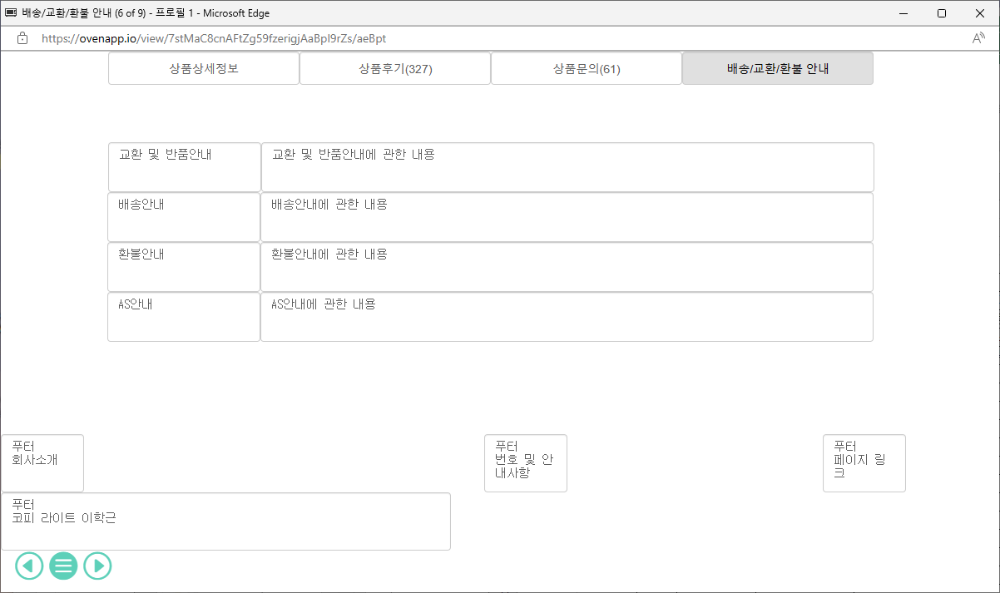 배송/교환/환불 안내 (6 of 9) - 프로필 1 - Microsoft Edge
https://ovenapp.io/view/7stMaC8cnAFtZg59fzerigjAaBpI9rZs/aeBpt
상품상세정보 상품후기(327) 상품문의(61) 배송/교환/환불 안내
교환 및 반품안내 교환 및 반품안내에 관한 내용
배송안내 배송안내에 관한 내용
환불안내 환불안내에 관한 내용
AS안내 AS안내에 관한 내용
푸터
회사소개
푸터
번호 및 안
내사항
푸터
페이지 링
크
푸터
코피 라이트 이학근